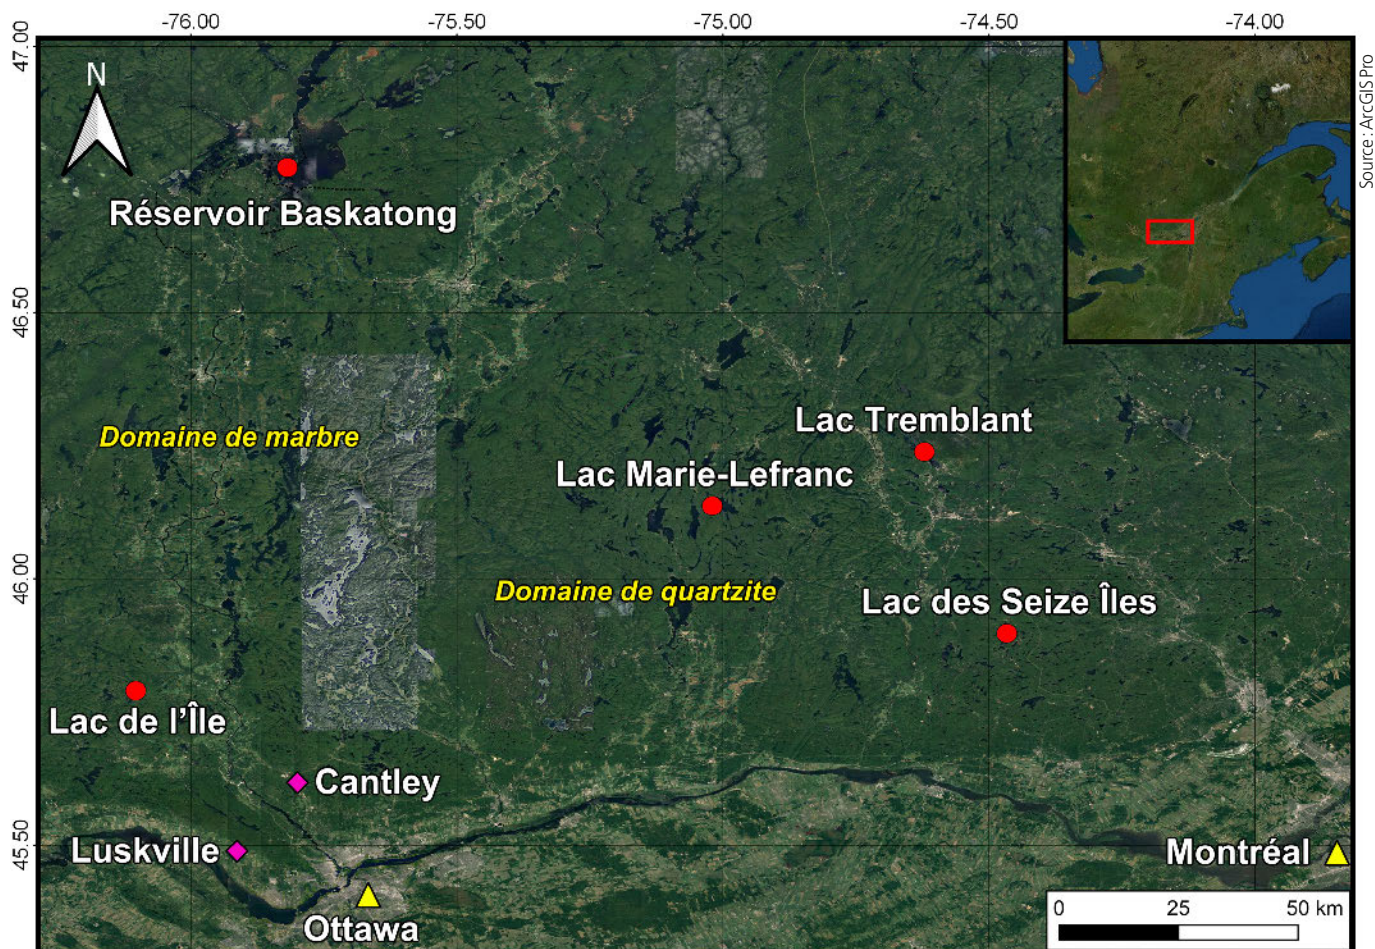 -76.00 -75.50 -75.00 -74.50 -74.00
47.00
N
Source: ArcGIS Pro
Réservoir Baskatong
46.50
Lac Tremblant
Domaine de marbre
Lac Marie-Lefranc
46.00
Domaine de quartzite
Lac des Seize Îles
Lac de l’Île
Cantley
45.50
Luskville
Montréal
Ottawa
0 25 50 km